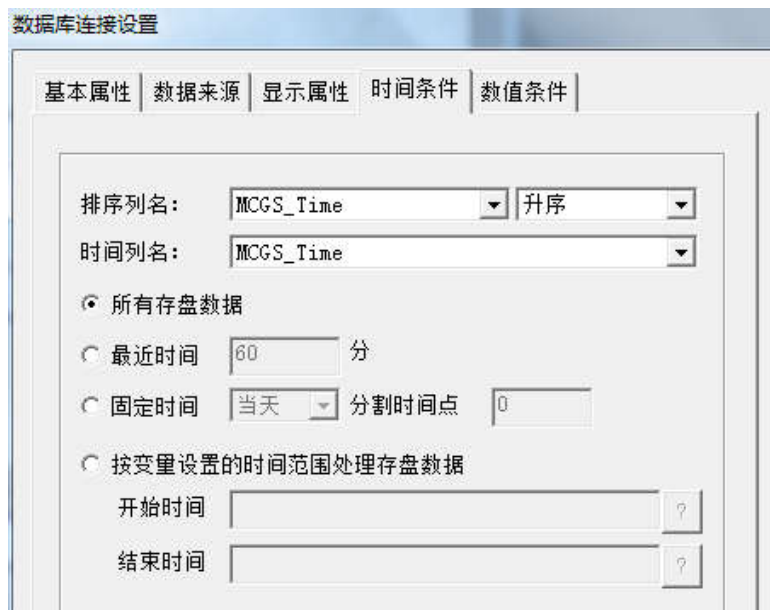 数据库连接设置
基本属性 数据来源 显示属性 时间条件 数值条件
排序列名： MCGS_Time 升序
时间列名： MCGS_Time
所有存盘数据
最近时间 60 分
固定时间 当天 分割时间点 0
按变量设置的时间范围处理存盘数据
开始时间 ?
结束时间 ?